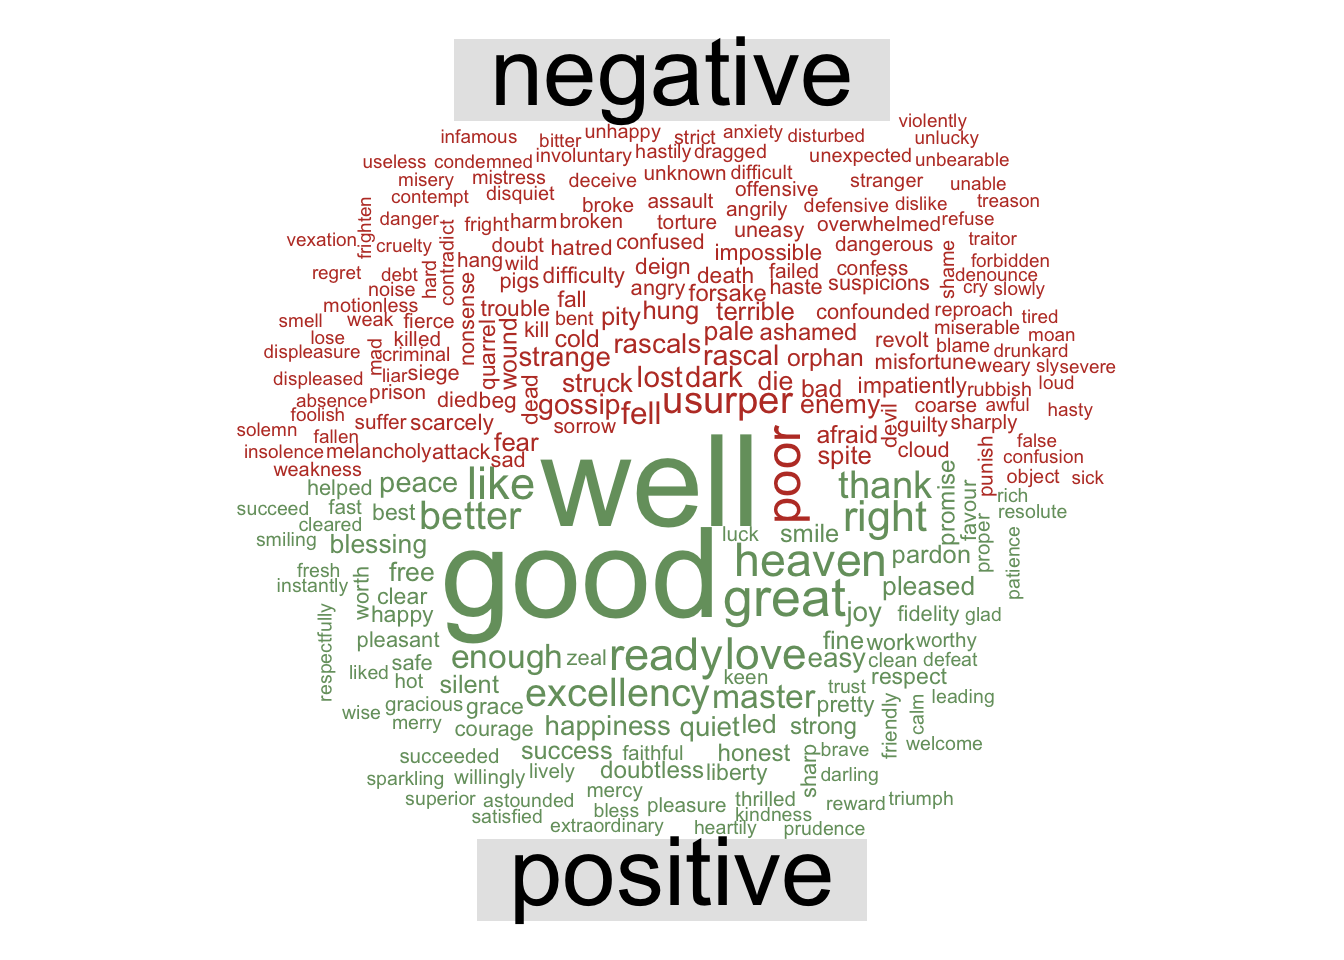 negative
violently
infamous bitter unhappy strict anxiety disturbed unlucky
useless condemned involuntary hastily dragged unexpected unbearable
misery mistress deceive unknown difficult stranger unable
contempt disquiet broke assault offensive defensive dislike treason
frighten danger fright harm broken torture angrily overwhelmed refuse
vexation cruelty contradict doubt hatred confused uneasy dangerous traitor
regret debt hard hang wild difficulty deign death impossible failed confess shame forbidden
noise nonsense pigs angry forsake haste suspicions denounce
motionless trouble fall pity hung terrible confounded cry slowly
smell weak fierce quarrel wound kill bent pale ashamed reproach tired
lose killed cold rascals revolt miserable moan
displeasure mad criminal strange rascal orphan blame drunkard
displeased liar siege struck lost dark die bad misfortune weary sly severe
absence prison died beg dead gossip fell usurper enemy impatiently rubbish loud
foolish suffer scarcely sorrow devil coarse awful hasty
solemn fallen fear poor afraid guilty sharply
insolence melancholy attack sad spite cloud punish false confusion
weakness object sick
helped peace like well thank promise favour rich
succeed fast best better right resolute
cleared luck smile proper
smiling blessing good heaven pardon patience
fresh worth free great pleased
instantly clear joy fidelity glad
respectfully happy fine work worthy
pleasant enough zeal ready love easy clean defeat
liked safe keen respect
hot silent excellency master trust leading
wise gracious grace pretty friendly calm
merry courage happiness quiet led strong welcome
succeeded success faithful honest sharp brave
sparkling willingly lively doubtless liberty darling
superior astounded mercy pleasure thrilled reward triumph
satisfied bless kindness
extraordinary heartily prudence
positive